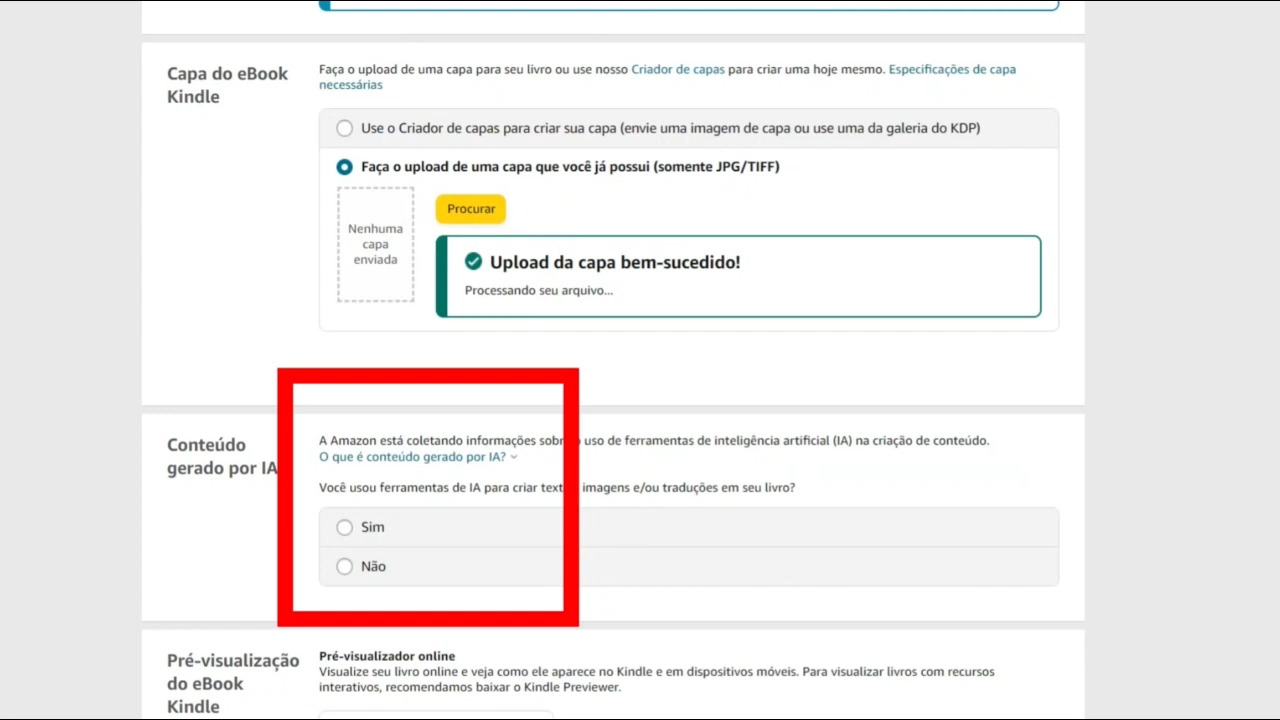 Capa do eBook
Kindle
Faça o upload de uma capa para seu livro ou use nosso Criador de capas para criar uma hoje mesmo. Especificações de capa
necessárias
Use o Criador de capas para criar sua capa (envie uma imagem de capa ou use uma da galeria do KDP)
Faça o upload de uma capa que você já possui (somente JPG/TIFF)
Nenhuma
capa
enviada
Procurar
Upload da capa bem-sucedido!
Processando seu arquivo...
Conteúdo
gerado por IA
A Amazon está coletando informações sobre o uso de ferramentas de inteligência artificial (IA) na criação de conteúdo.
O que é conteúdo gerado por IA?
Você usou ferramentas de IA para criar textos, imagens e/ou traduções em seu livro?
Sim
Não
Pré-visualização
do eBook
Kindle
Pré-visualizador online
Visualize seu livro online e veja como ele aparece no Kindle e em dispositivos móveis. Para visualizar livros com recursos
interativos, recomendamos baixar o Kindle Previewer.